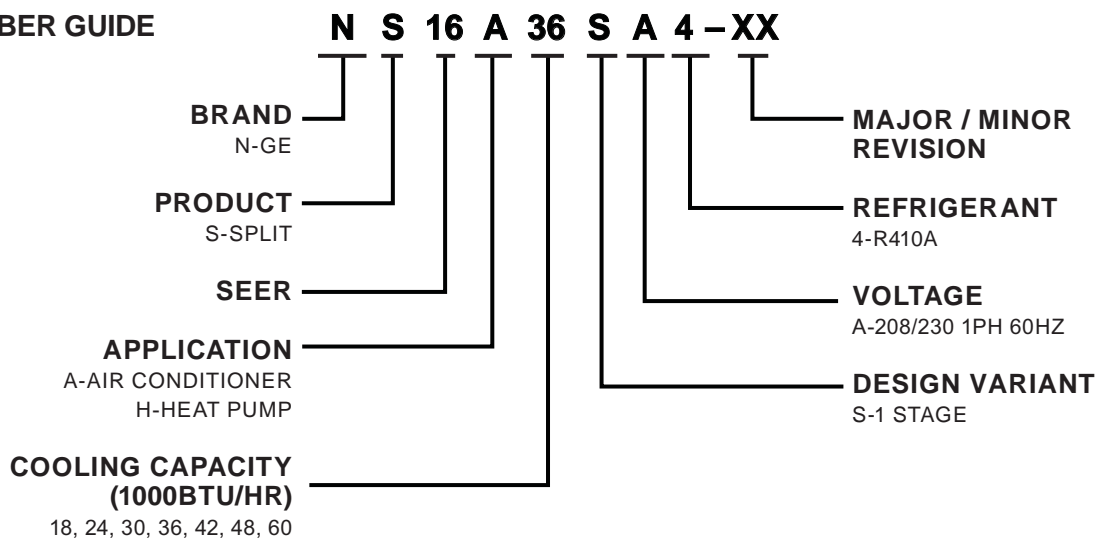 BER GUIDE
N S 16 A 36 S A 4 – XX
BRAND
N-GE
PRODUCT
S-SPLIT
SEER
APPLICATION
A-AIR CONDITIONER
H-HEAT PUMP
COOLING CAPACITY
(1000BTU/HR)
18, 24, 30, 36, 42, 48, 60
MAJOR / MINOR
REVISION
REFRIGERANT
4-R410A
VOLTAGE
A-208/230 1PH 60HZ
DESIGN VARIANT
S-1 STAGE